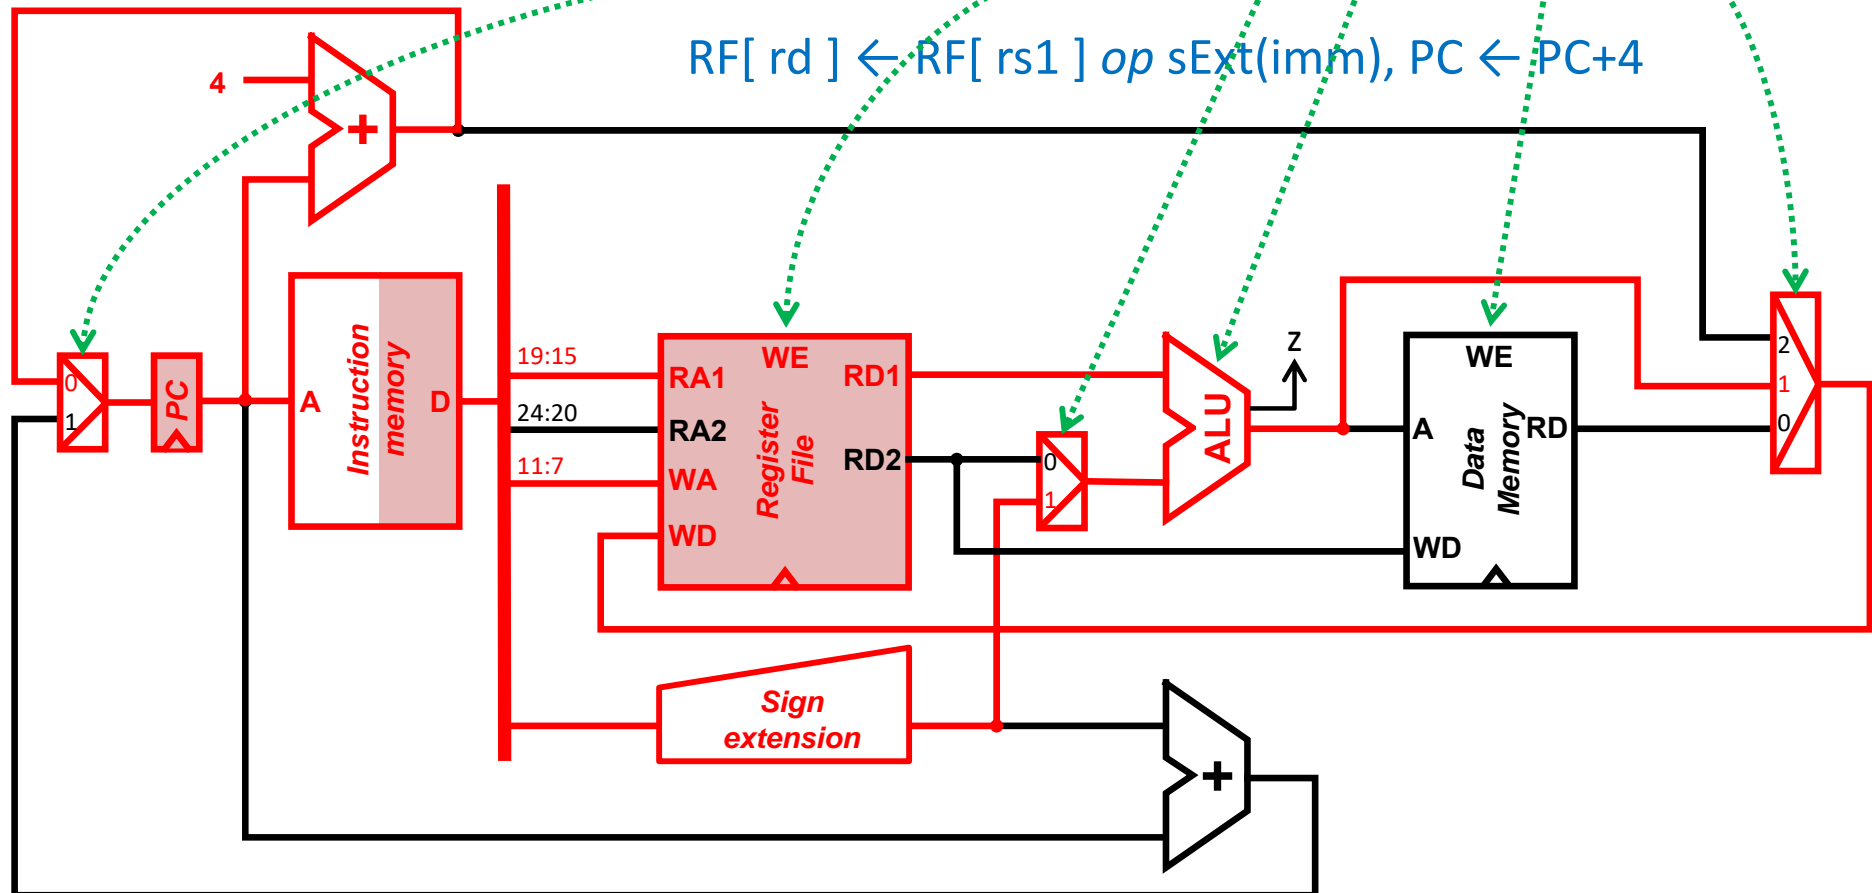 RF[ rd ] ← RF[ rs1 ] op sExt(imm), PC ← PC+4
4
+
0
1
PC
A
Instruction
memory
D
19:15
24:20
11:7
RA1
RA2
WA
WD
WE
Register
File
RD1
RD2
0
1
ALU
Z
A
WD
WE
Data
Memory
RD
2
1
0
Sign
extension
+